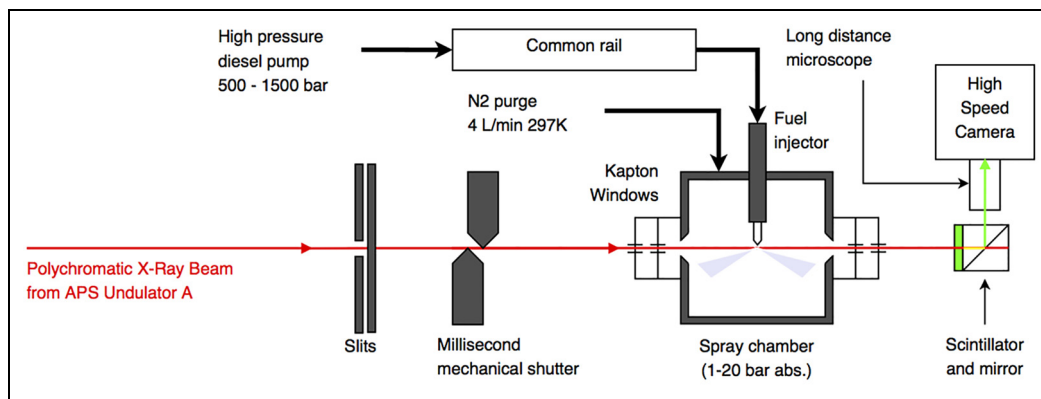 High pressure
diesel pump
500 - 1500 bar
Common rail
Long distance
microscope
High
Speed
Camera
N2 purge
4 L/min 297K
Fuel
injector
Kapton
Windows
Polychromatic X-Ray Beam
from APS Undulator A
Slits
Millisecond
mechanical shutter
Spray chamber
(1-20 bar abs.)
Scintillator
and mirror